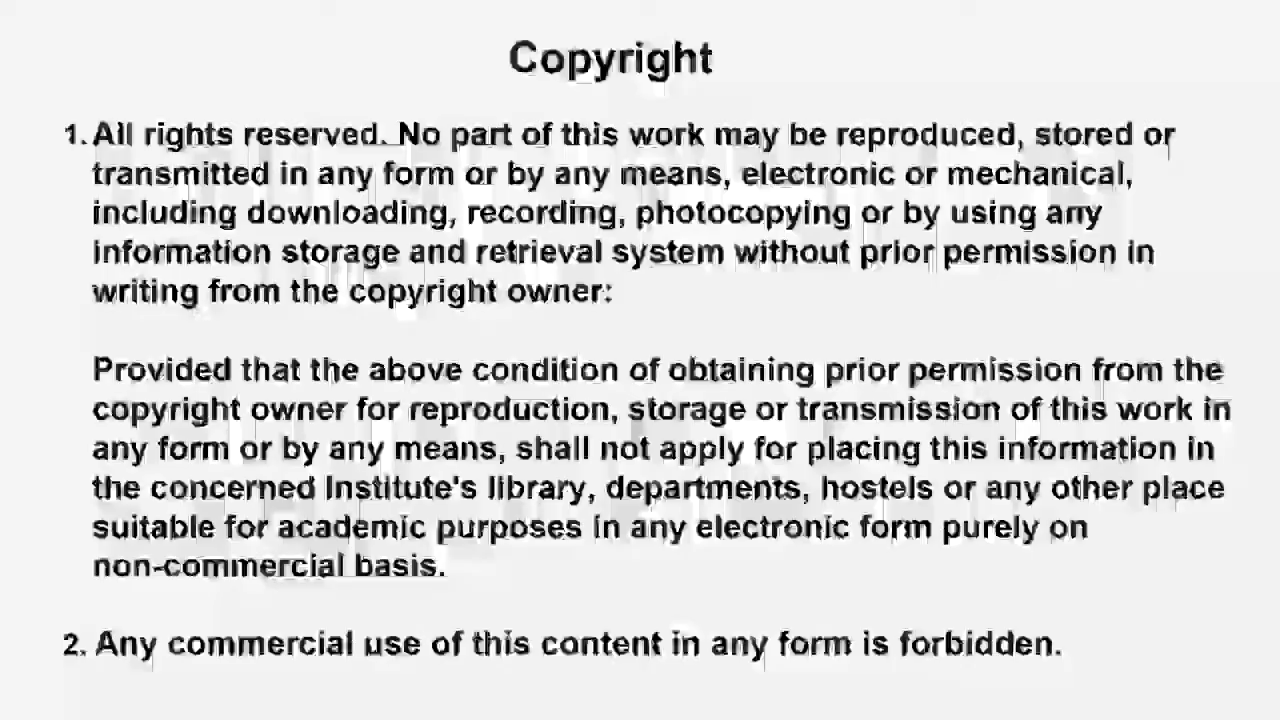 Copyright
1. All rights reserved. No part of this work may be reproduced, stored or
transmitted in any form or by any means, electronic or mechanical,
including downloading, recording, photocopying or by using any
information storage and retrieval system without prior permission in
writing from the copyright owner:
Provided that the above condition of obtaining prior permission from the
copyright owner for reproduction, storage or transmission of this work in
any form or by any means, shall not apply for placing this information in
the concerned Institute's library, departments, hostels or any other place
suitable for academic purposes in any electronic form purely on
non-commercial basis.
2. Any commercial use of this content in any form is forbidden.